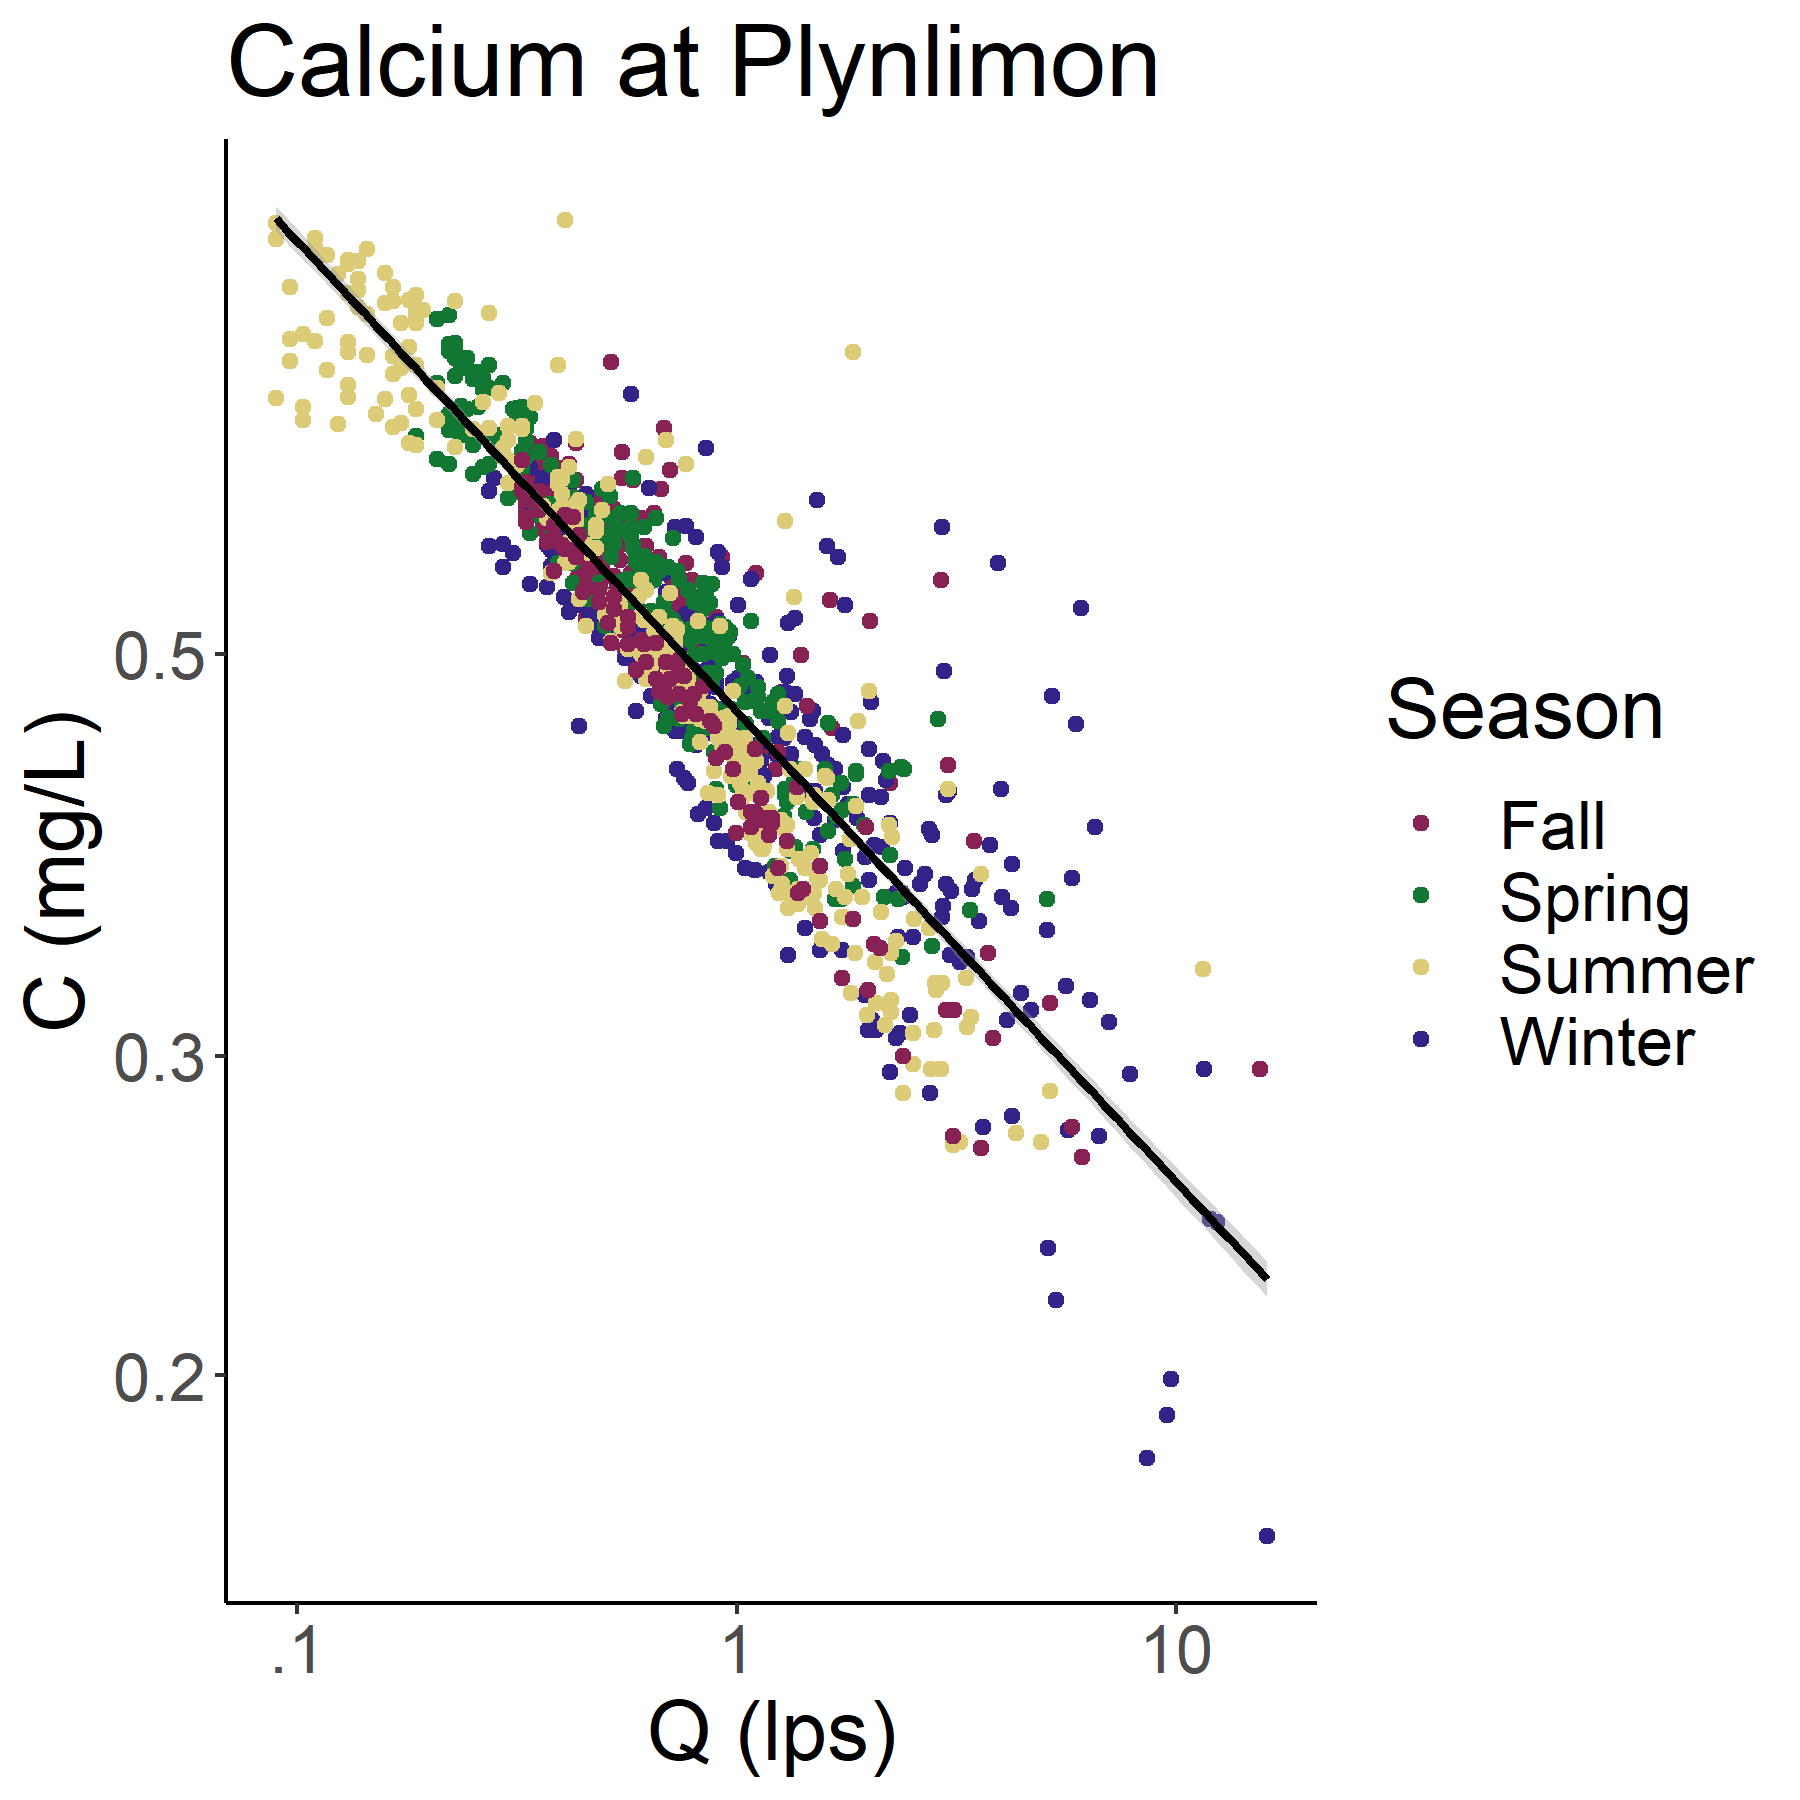 Calcium at Plynlimon
C (mg/L)
0.5
0.3
0.2
.1
1
10
Q (lps)
Season
Fall
Spring
Summer
Winter